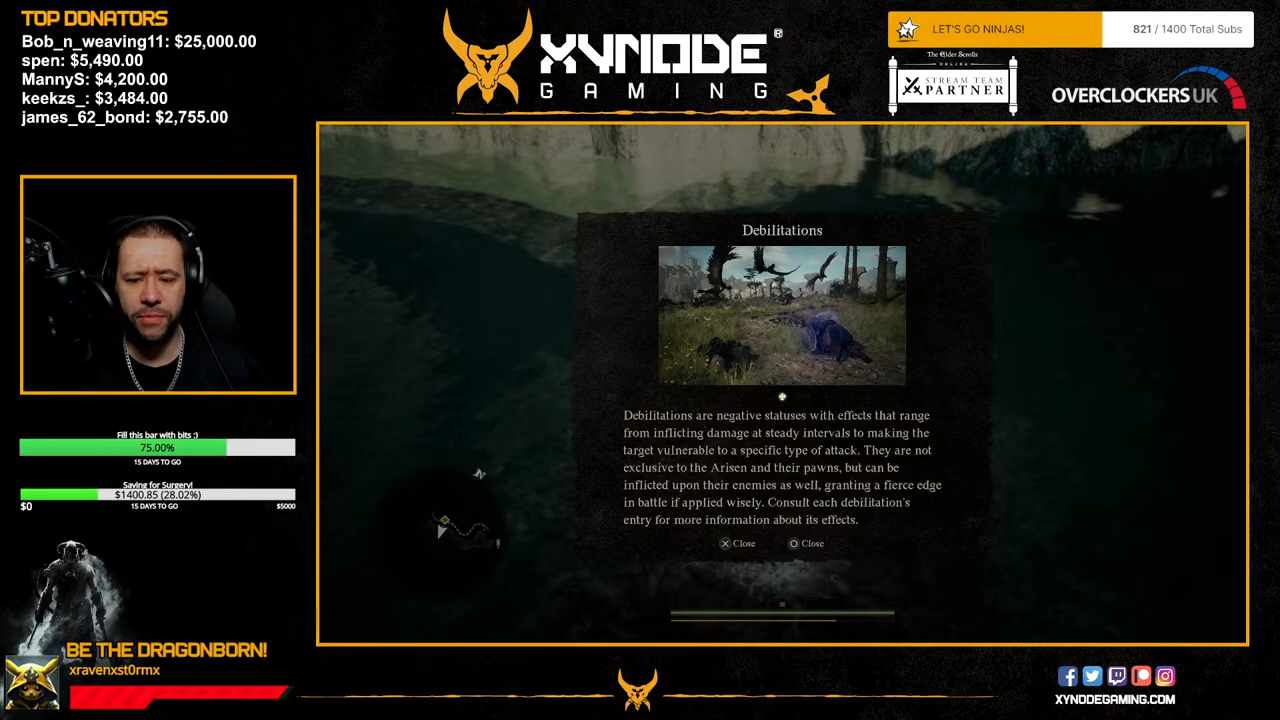 TOP DONATORS
Bob_n_weaving11: $25,000.00
spen: $5,490.00
MannyS: $4,200.00
keekzs_: $3,484.00
james_62_bond: $2,755.00
XYNODE®
GAMING
LET'S GO NINJAS!
821 / 1400 Total Subs
The Elder Scrolls
ONLINE
STREAM TEAM
PARTNER
OVERCLOCKERS UK
Debilitations
Debilitations are negative statuses with effects that range
from inflicting damage at steady intervals to making the
target vulnerable to a specific type of attack. They are not
exclusive to the Arisen and their pawns, but can be
inflicted upon their enemies as well, granting a fierce edge
in battle if applied wisely. Consult each debilitation's
entry for more information about its effects.
Close Close
Fill this bar with bits :)
75.00%
15 DAYS TO GO
Saving for Surgery!
$1400.85 (28.02%)
$0 15 DAYS TO GO $5000
BE THE DRAGONBORN!
xravenxst0rmx
XYNODEGAMING.COM